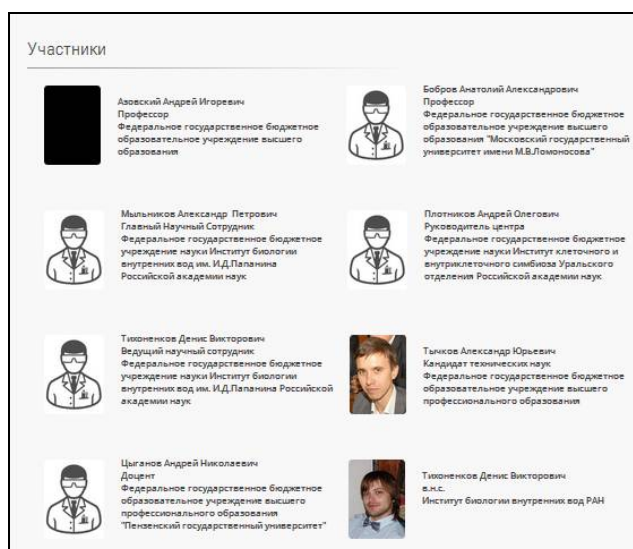 Участники
Азовский Андрей Игоревич
Профессор
Федеральное государственное бюджетное
образовательное учреждение высшего
образования
Бобров Анатолий Александрович
Профессор
Федеральное государственное бюджетное
образовательное учреждение высшего
образования "Московский государственный
университет имени М.В.Ломоносова"
Мыльников Александр Петрович
Главный Научный Сотрудник
Федеральное государственное бюджетное
учреждение науки Институт биологии
внутренних вод им. И.Д.Папанина
Российской академии наук
Плотников Андрей Олегович
Руководитель центра
Федеральное государственное бюджетное
учреждение науки Институт клеточного и
внутриклеточного симбиоза Уральского
отделения Российской академии наук
Тихоненков Денис Викторович
Ведущий научный сотрудник
Федеральное государственное бюджетное
учреждение науки Институт биологии
внутренних вод им. И.Д.Папанина Российской
академии наук
Тычков Александр Юрьевич
Кандидат технических наук
Федеральное государственное бюджетное
образовательное учреждение высшего
профессионального образования
Цыганов Андрей Николаевич
Доцент
Федеральное государственное бюджетное
образовательное учреждение высшего
профессионального образования
"Пензенский государственный университет"
Тихоненков Денис Викторович
в.н.с.
Институт биологии внутренних вод РАН